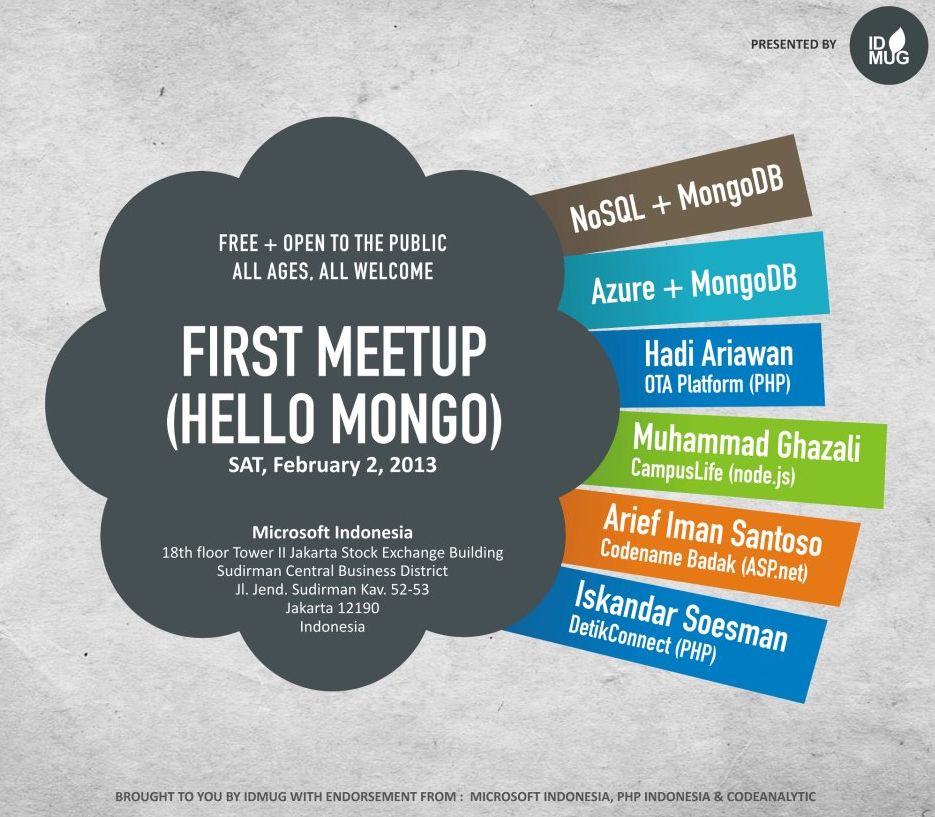 PRESENTED BY
ID
MUG
FREE + OPEN TO THE PUBLIC
ALL AGES, ALL WELCOME
FIRST MEETUP
(HELLO MONGO)
SAT, February 2, 2013
Microsoft Indonesia
18th floor Tower II Jakarta Stock Exchange Building
Sudirman Central Business District
Jl. Jend. Sudirman Kav. 52-53
Jakarta 12190
Indonesia
NoSQL + MongoDB
Azure + MongoDB
Hadi Ariawan
OTA Platform (PHP)
Muhammad Ghazali
CampusLife (node.js)
Arief Iman Santoso
Codename Badak (ASP.net)
Iskandar Soesman
DetikConnect (PHP)
BROUGHT TO YOU BY IDMUG WITH ENDORSEMENT FROM : MICROSOFT INDONESIA, PHP INDONESIA & CODEANALYTIC